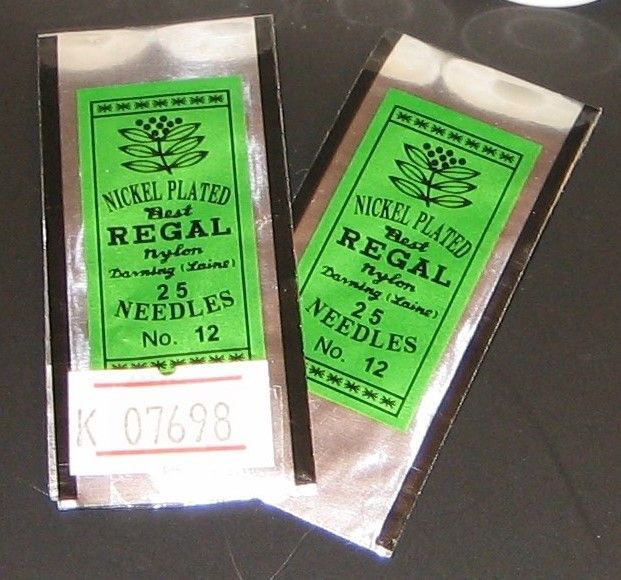 NICKEL PLATED
Best
REGAL
Nylon
Darning (Laine)
25
NEEDLES
No. 12
K 07698
NICKEL PLATED
Best
REGAL
Nylon
Darning (Laine)
25
NEEDLES
No. 12